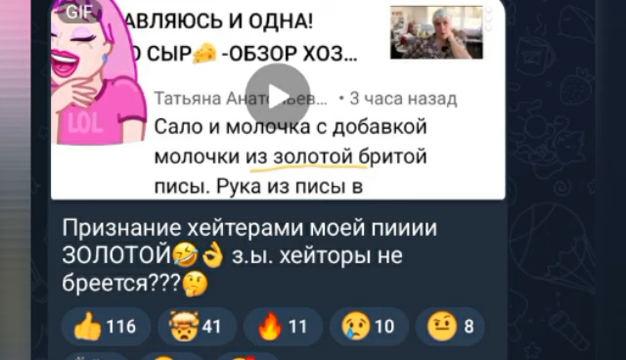 GIF
АВЛЯЮСЬ И ОДНА!
О СЫР🧀 -ОБЗОР ХОЗ...
LOL
Татьяна • 3 часа назад
Сало и молочка с добавкой
молочки из золотой бритой
писы. Рука из писы в
Признание хейтерами моей пииии
ЗОЛОТОЙ🤣👌 з.ы. хейторы не
бреется???🤔
👍 116 🤯 41 🔥 11 😢 10 🤨 8